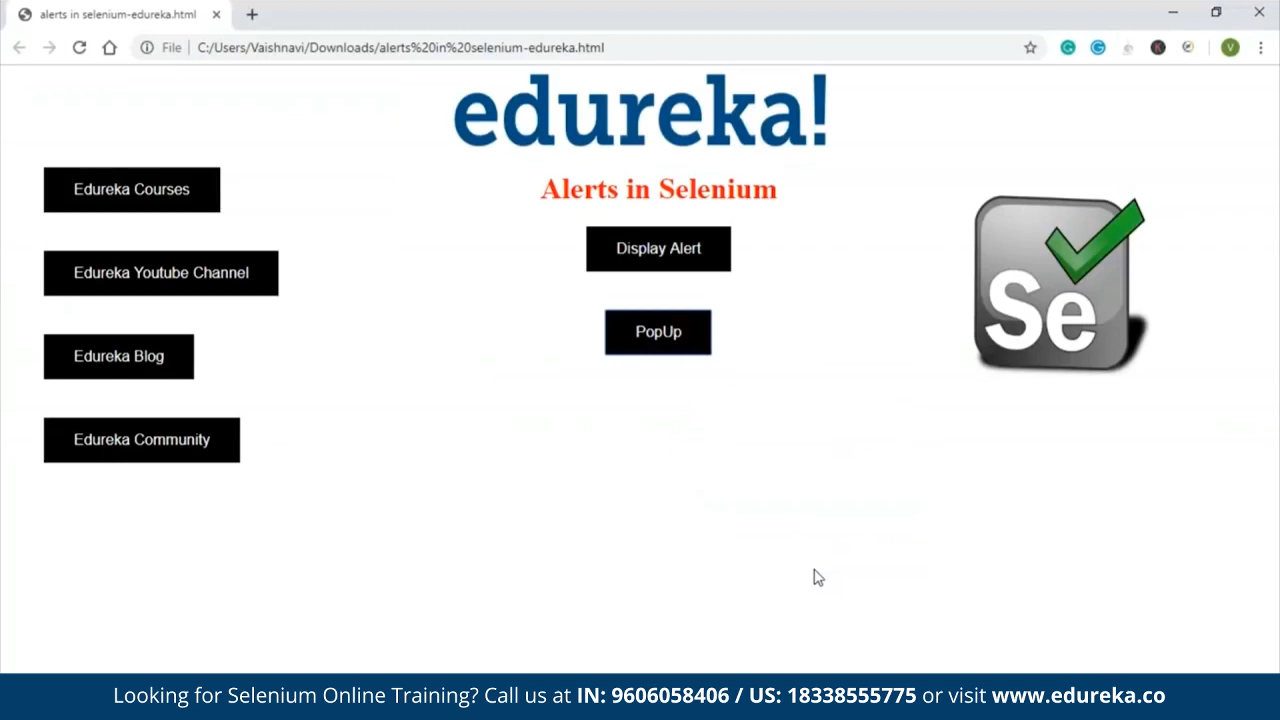 alerts in selenium-edureka.html
File
C:/Users/Vaishnavi/Downloads/alerts%20in%20selenium-edureka.html
V
edureka!
Edureka Courses
Alerts in Selenium
Display Alert
Edureka Youtube Channel
PopUp
Se
Edureka Blog
Edureka Community
Looking for Selenium Online Training? Call us at IN: 9606058406 / US: 18338555775 or visit www.edureka.co